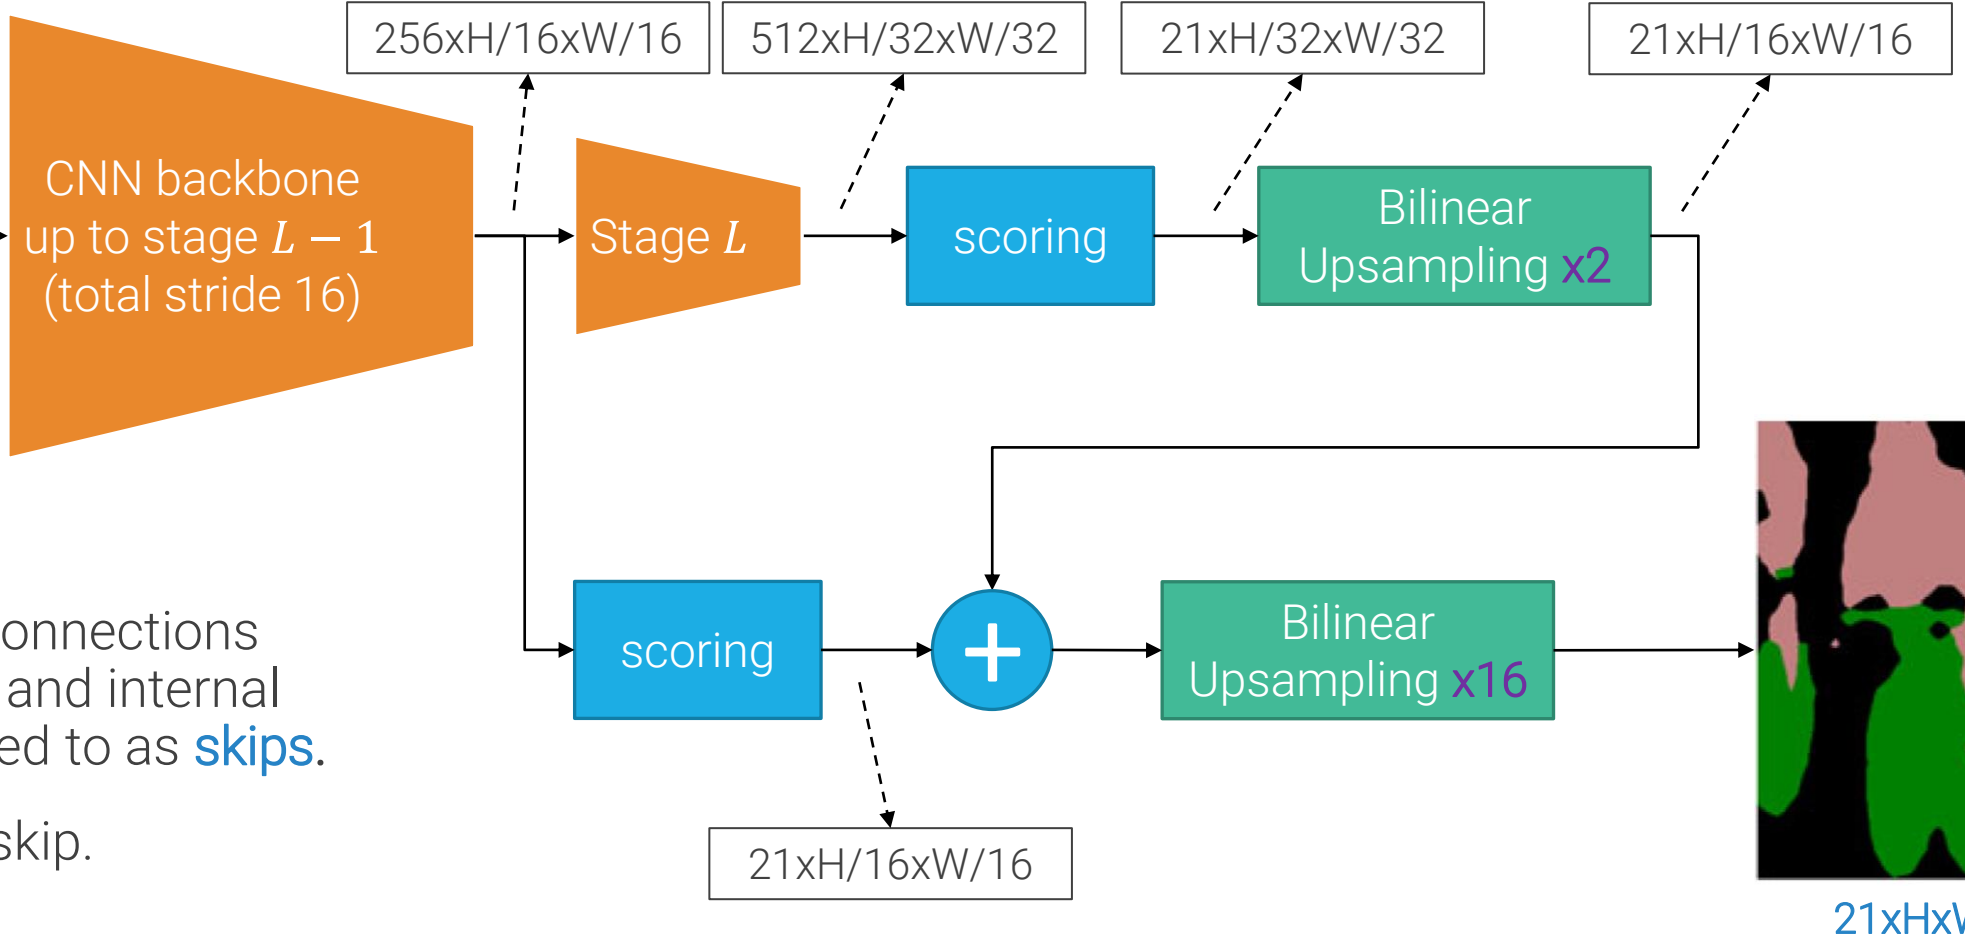 256xH/16xW/16
512xH/32xW/32
21xH/32xW/32
21xH/16xW/16
CNN backbone
up to stage L − 1
(total stride 16)
Stage L
scoring
Bilinear
Upsampling x2
onnections
and internal
ed to as skips.
skip.
scoring
+
Bilinear
Upsampling x16
21xH/16xW/16
21xHxW